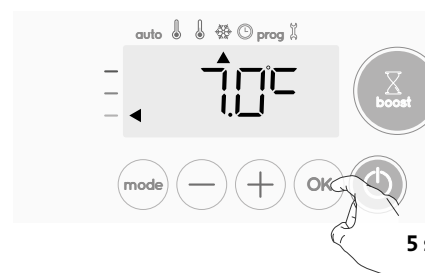 auto prog
7.0°C
boost
mode − + OK
5 s